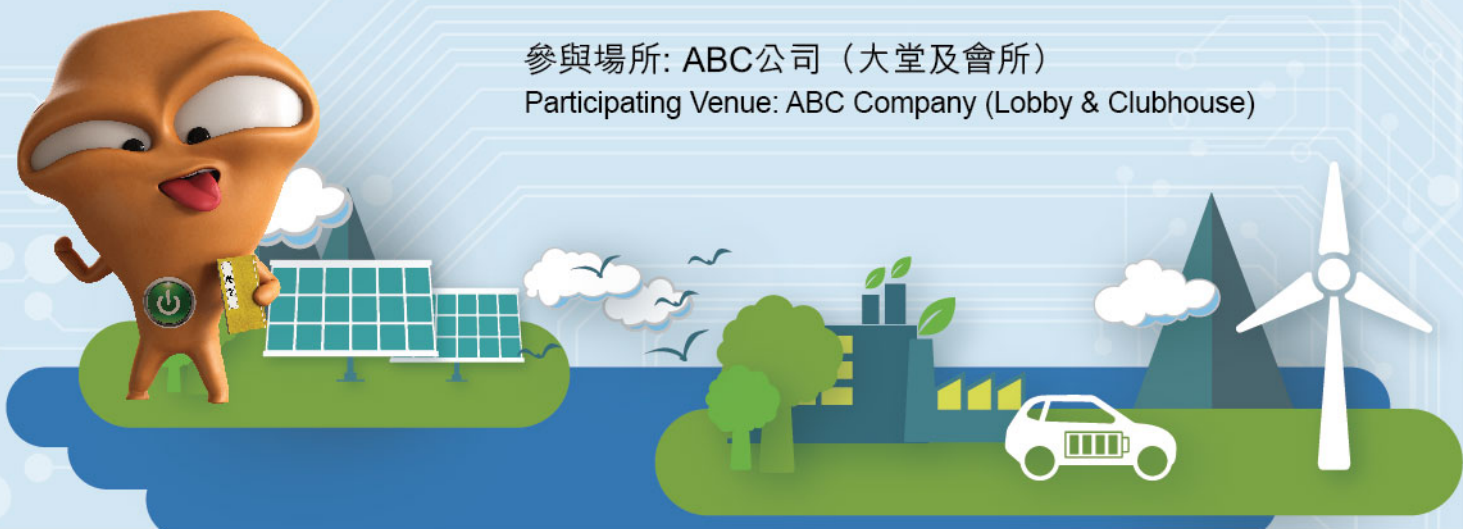 參與場所: ABC公司（大堂及會所）
Participating Venue: ABC Company (Lobby & Clubhouse)